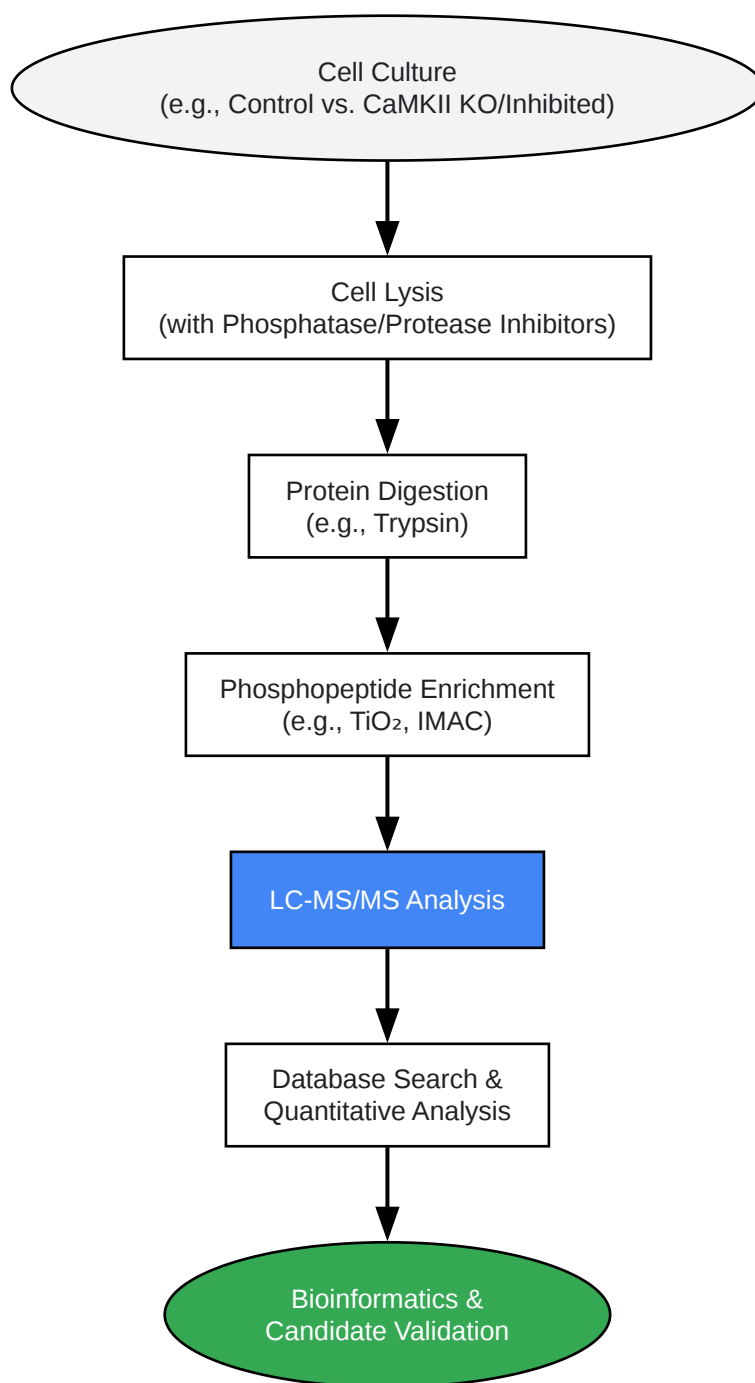 Cell Culture
(e.g., Control vs. CaMKII KO/Inhibited)
Cell Lysis
(with Phosphatase/Protease Inhibitors)
Protein Digestion
(e.g., Trypsin)
Phosphopeptide Enrichment
(e.g., TiO₂, IMAC)
LC-MS/MS Analysis
Database Search &
Quantitative Analysis
Bioinformatics &
Candidate Validation